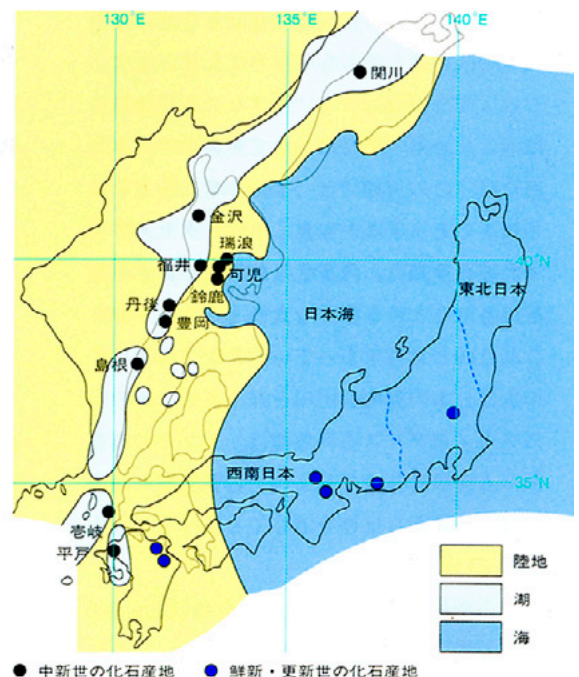 130°E
135°E
140°E
関川
金沢
瑞浪
福井
可児
40°N
鈴鹿
丹後
豊岡
日本海
東北日本
島根
西南日本
35°N
壱岐
平戸
陸地
湖
海
中新世の化石産地
鮮新・更新世の化石産地